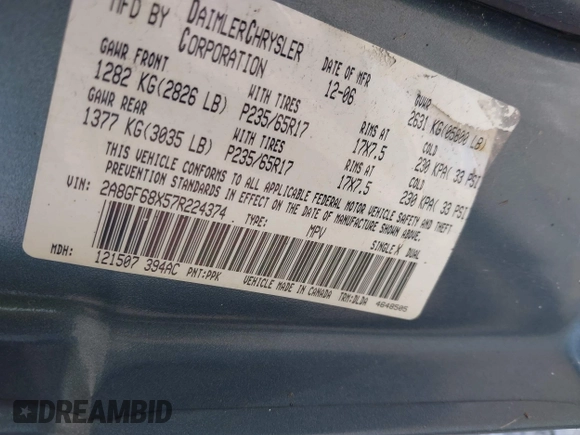 MFD BY DAIMLERCHRYSLER CORPORATION
DATE OF MFR 12-06
GVWR 2631 KG(05800 LB)
GAWR FRONT 1282 KG(2826 LB)
WITH TIRES P235/65R17
RIMS AT 17X7.5
COLD 230 KPA( 33 PSI
GAWR REAR 1377 KG(3035 LB)
WITH TIRES P235/65R17
RIMS AT 17X7.5
COLD 230 KPA( 33 PSI
THIS VEHICLE CONFORMS TO ALL APPLICABLE FEDERAL MOTOR VEHICLE SAFETY AND THEFT
PREVENTION STANDARDS IN EFFECT ON THE DATE OF MFR SHOWN ABOVE.
VIN: 2A8GF68X57R224374 TYPE: MPV SINGLE X DUAL
MDH: 121507 394AC PNT:PPK VEHICLE MADE IN CANADA TRM:DLDA 4848505
DREAMBID